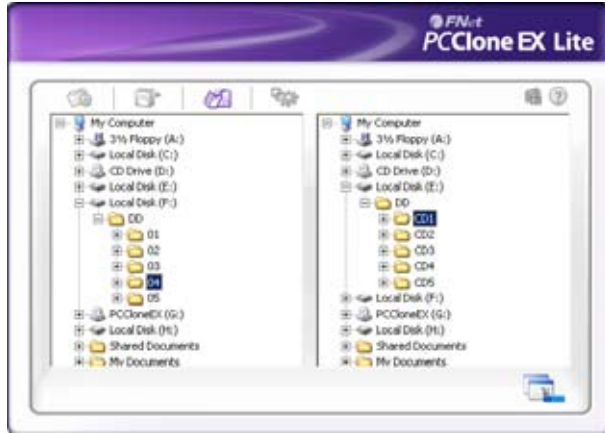 FNet
PCClone EX Lite
My Computer
3½ Floppy (A:)
Local Disk (C:)
CD Drive (D:)
Local Disk (E:)
Local Disk (F:)
DD
01
02
03
04
05
PCCloneEX (G:)
Local Disk (H:)
Shared Documents
My Documents
My Computer
3½ Floppy (A:)
Local Disk (C:)
CD Drive (D:)
Local Disk (E:)
DD
CD1
CD2
CD3
CD4
CD5
Local Disk (F:)
PCCloneEX (G:)
Local Disk (H:)
Shared Documents
My Documents